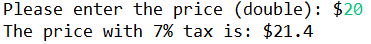 Please enter the price (double): $20
The price with 7% tax is: $21.4